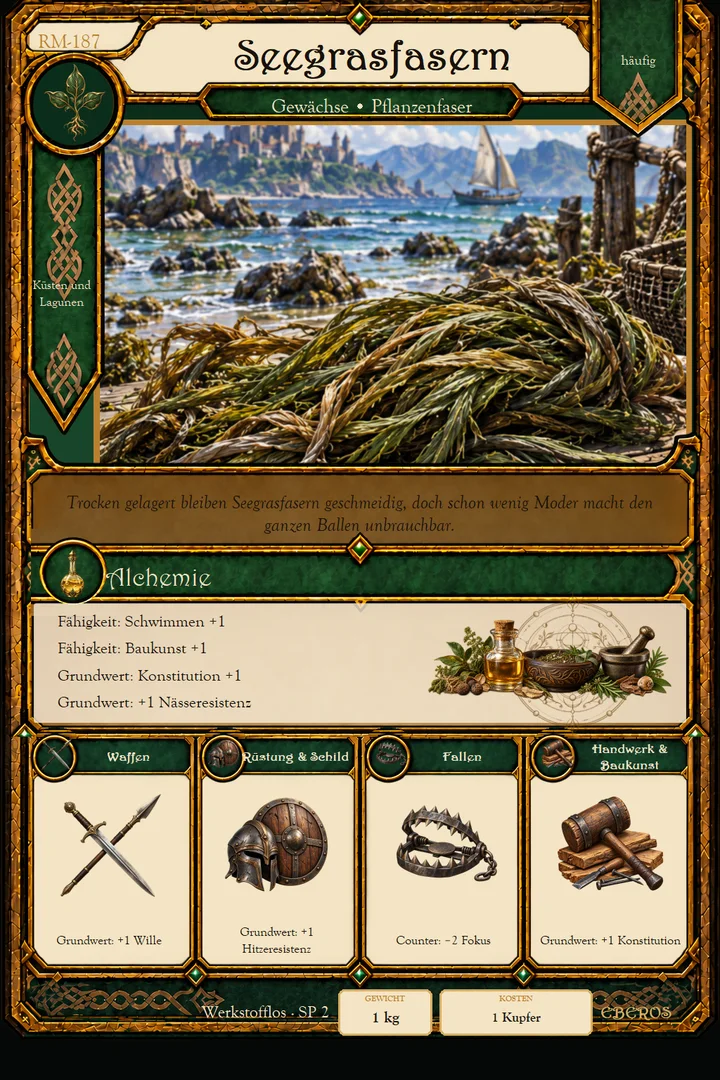 RM-187
Seegrasfasern
häufig
Gewächse • Pflanzenfaser
Küsten und
Lagunen
Trocken gelagert bleiben Seegrasfasern geschmeidig, doch schon wenig Moder macht den
ganzen Ballen unbrauchbar.
Alchemie
Fähigkeit: Schwimmen +1
Fähigkeit: Baukunst +1
Grundwert: Konstitution +1
Grundwert: +1 Nässeresistenz
Waffen
Rüstung & Schild
Fallen
Handwerk &
Baukunst
Grundwert: +1 Wille
Grundwert: +1
Hitzeresistenz
Counter: −2 Fokus
Grundwert: +1 Konstitution
Werkstofflos · SP 2
GEWICHT
1 kg
KOSTEN
1 Kupfer
EBEROS